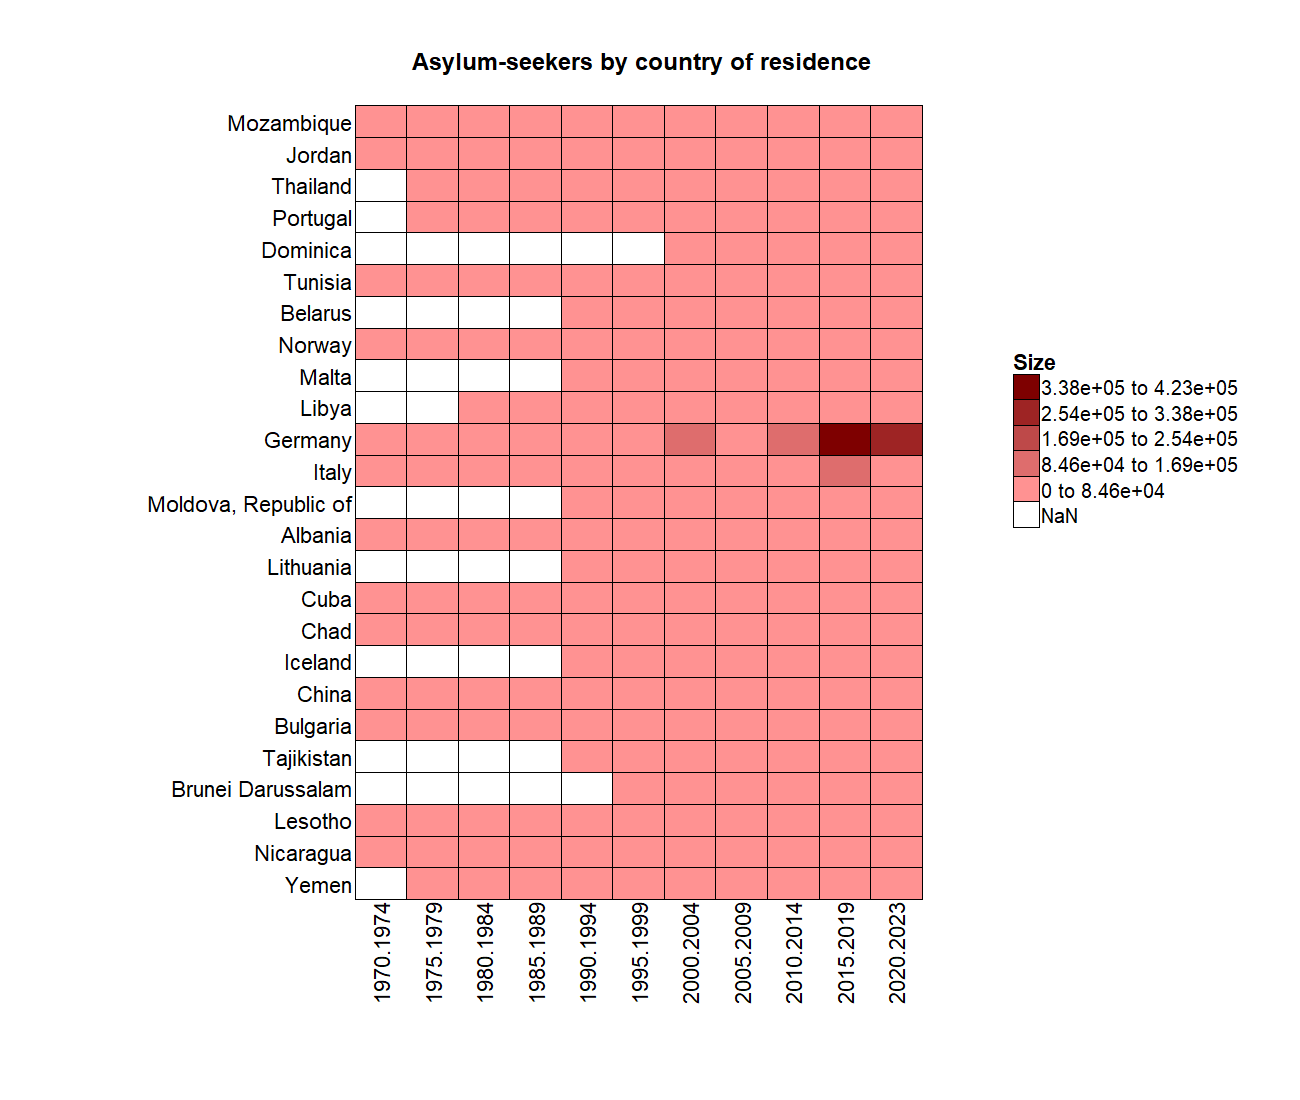 Asylum-seekers by country of residence
Mozambique
Jordan
Thailand
Portugal
Dominica
Tunisia
Belarus
Norway
Malta
Libya
Germany
Italy
Moldova, Republic of
Albania
Lithuania
Cuba
Chad
Iceland
China
Bulgaria
Tajikistan
Brunei Darussalam
Lesotho
Nicaragua
Yemen
1970.1974
1975.1979
1980.1984
1985.1989
1990.1994
1995.1999
2000.2004
2005.2009
2010.2014
2015.2019
2020.2023
Size
3.38e+05 to 4.23e+05
2.54e+05 to 3.38e+05
1.69e+05 to 2.54e+05
8.46e+04 to 1.69e+05
0 to 8.46e+04
NaN